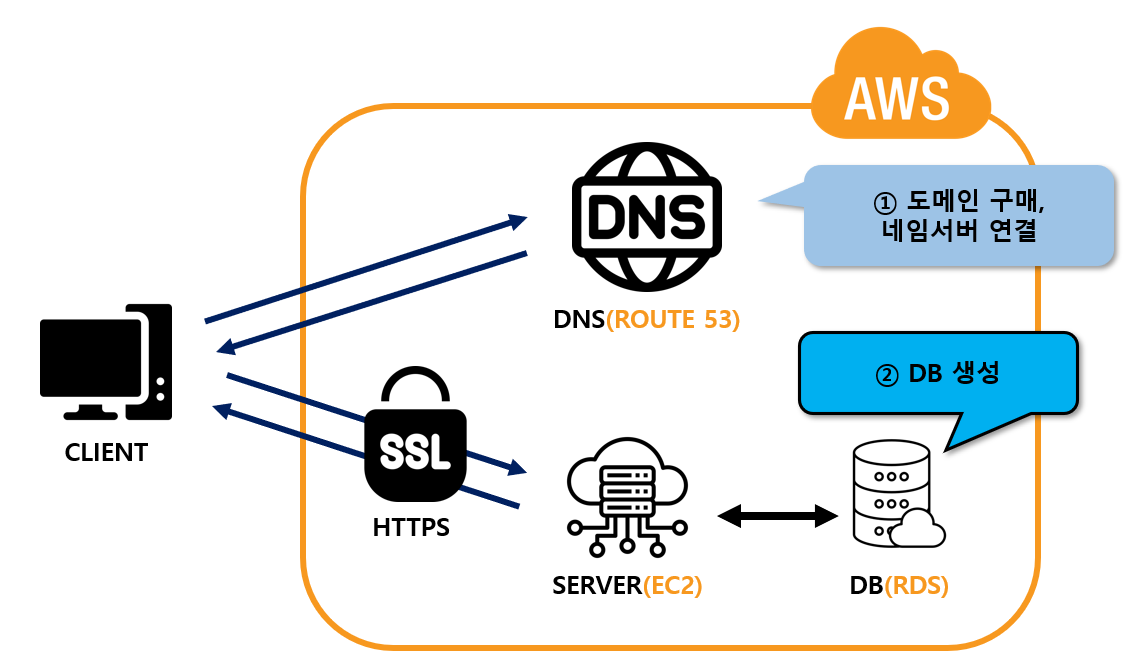 AWS
DNS
① 도메인 구매,
네임서버 연결
DNS(ROUTE 53)
② DB 생성
CLIENT
SSL
HTTPS
SERVER(EC2)
DB(RDS)